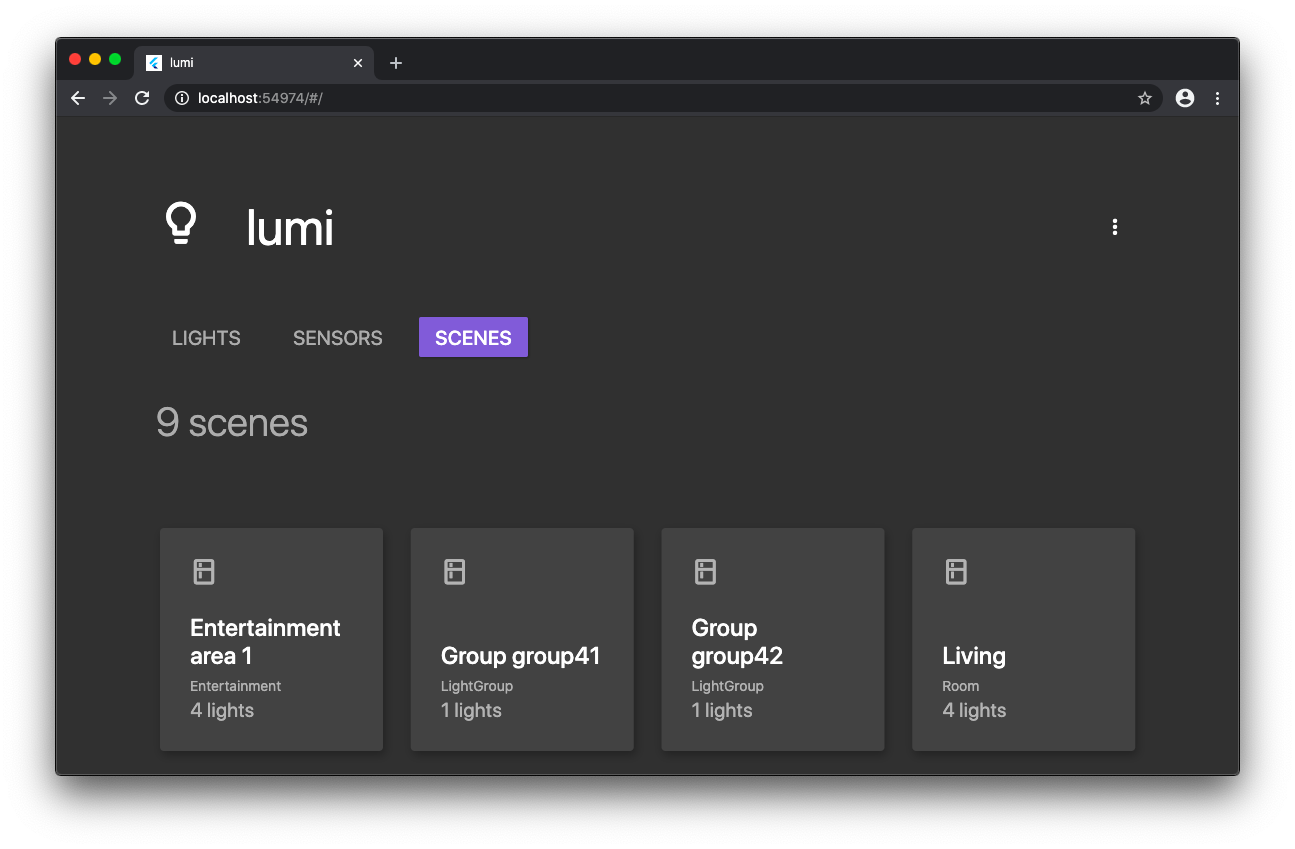 lumi
localhost:54974/#/
lumi
LIGHTS SENSORS SCENES
9 scenes
Entertainment
area 1
Entertainment
4 lights
Group group41
LightGroup
1 lights
Group
group42
LightGroup
1 lights
Living
Room
4 lights